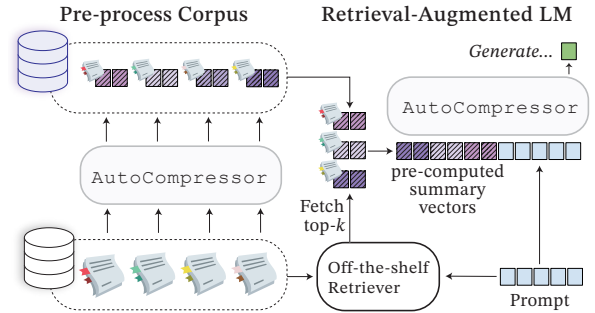 Pre-process Corpus
Retrieval-Augmented LM
Generate...
AutoCompressor
AutoCompressor
pre-computed
summary
vectors
Fetch
top-k
Off-the-shelf
Retriever
Prompt